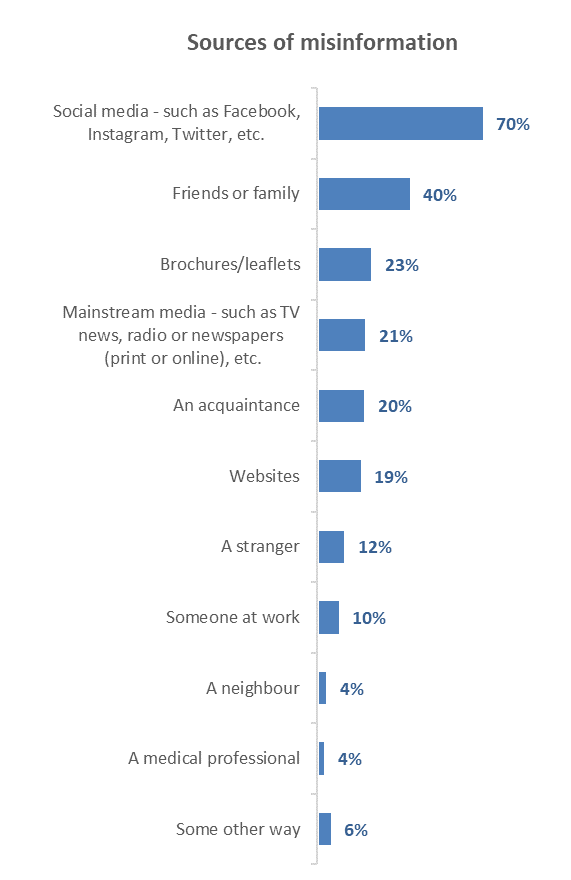 Sources of misinformation
Social media - such as Facebook,
Instagram, Twitter, etc.
70%
Friends or family
40%
Brochures/leaflets
23%
Mainstream media - such as TV
news, radio or newspapers
(print or online), etc.
21%
An acquaintance
20%
Websites
19%
A stranger
12%
Someone at work
10%
A neighbour
4%
A medical professional
4%
Some other way
6%